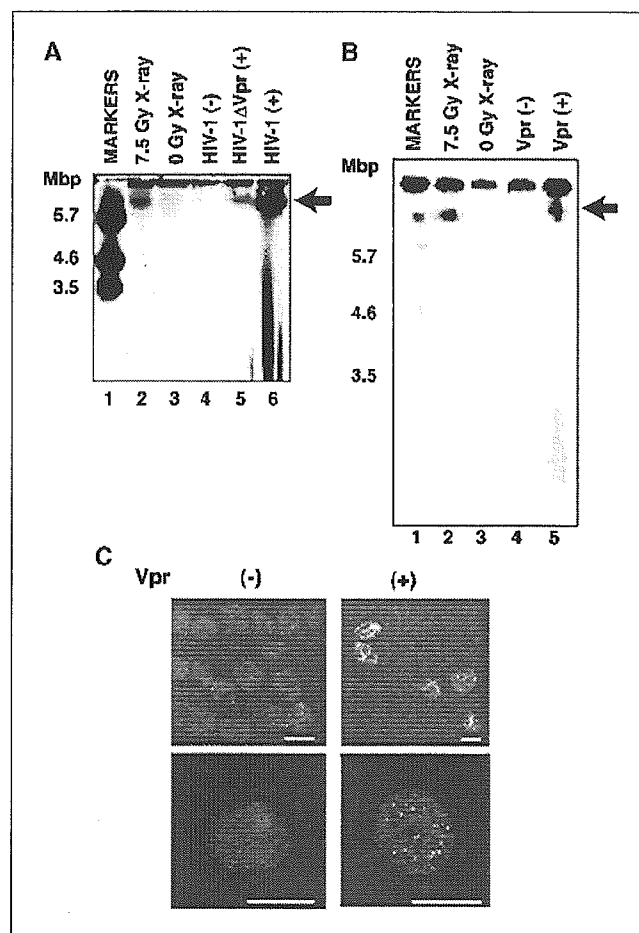 A
MARKERS
7.5 Gy X-ray
0 Gy X-ray
HIV-1 (-)
HIV-1ΔVpr (+)
HIV-1 (+)
Mbp
5.7
4.6
3.5
1 2 3 4 5 6
B
MARKERS
7.5 Gy X-ray
0 Gy X-ray
Vpr (-)
Vpr (+)
Mbp
5.7
4.6
3.5
1 2 3 4 5
C
Vpr (-) (+)